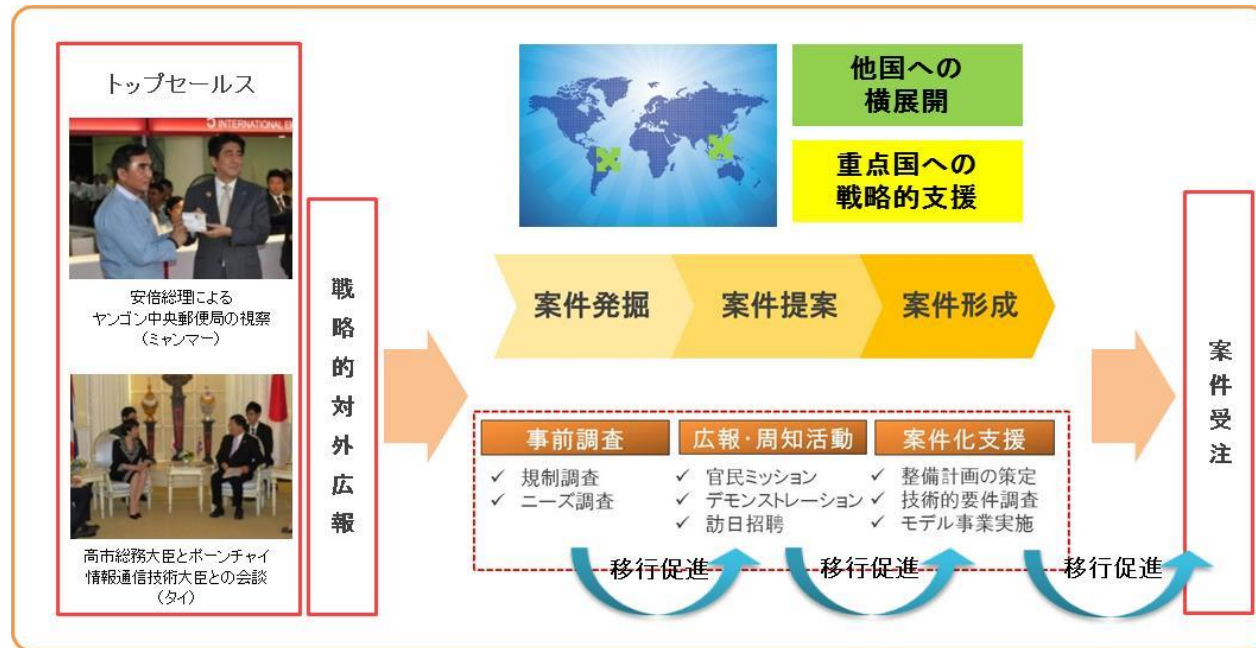 トップセールス
INTERNATIONAL
安倍総理による
ヤンゴン中央郵便局の視察
（ミャンマー）
高市総務大臣とポーンチャイ
情報通信技術大臣との会談
（タイ）
戦略的対外広報
他国への
横展開
重点国への
戦略的支援
案件発掘
案件提案
案件形成
事前調査
✓ 規制調査
✓ ニーズ調査
広報・周知活動
✓ 官民ミッション
✓ デモンストレーション
✓ 訪日招聘
案件化支援
✓ 整備計画の策定
✓ 技術的要件調査
✓ モデル事業実施
移行促進
移行促進
移行促進
案件受注